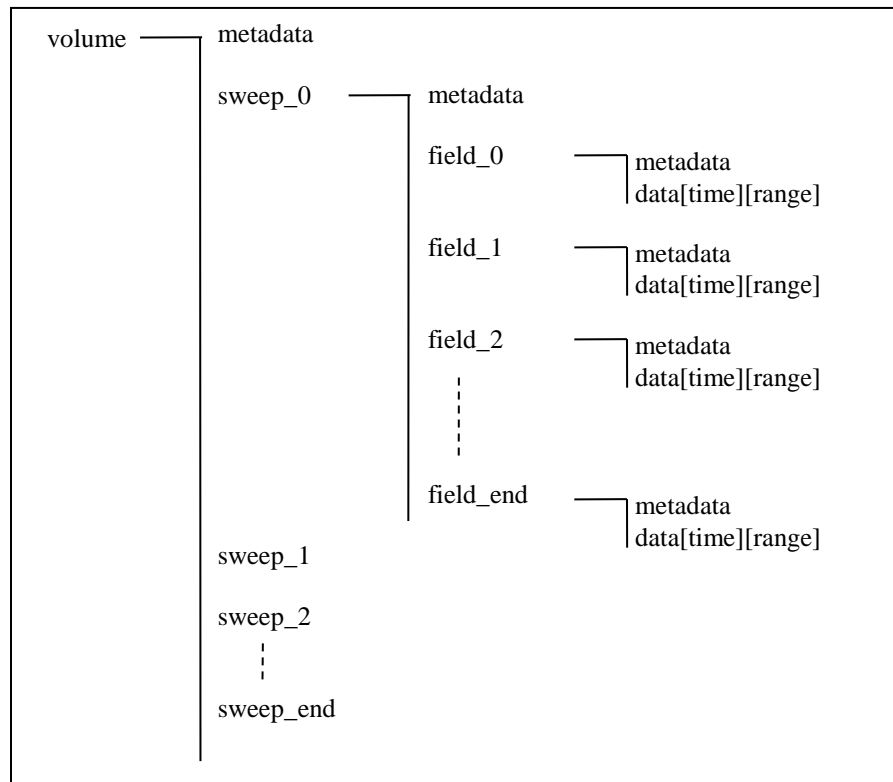 volume
metadata
sweep_0
metadata
field_0
metadata
data[time][range]
field_1
metadata
data[time][range]
field_2
metadata
data[time][range]
field_end
metadata
data[time][range]
sweep_1
sweep_2
sweep_end